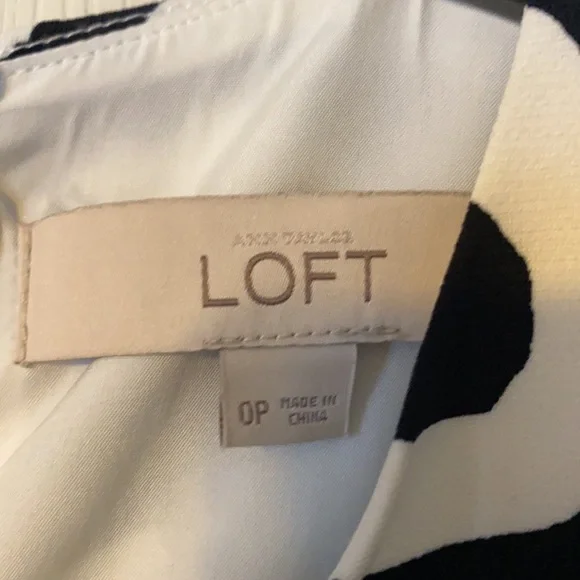 ANN TAYLOR
LOFT
0P
MADE IN
CHINA